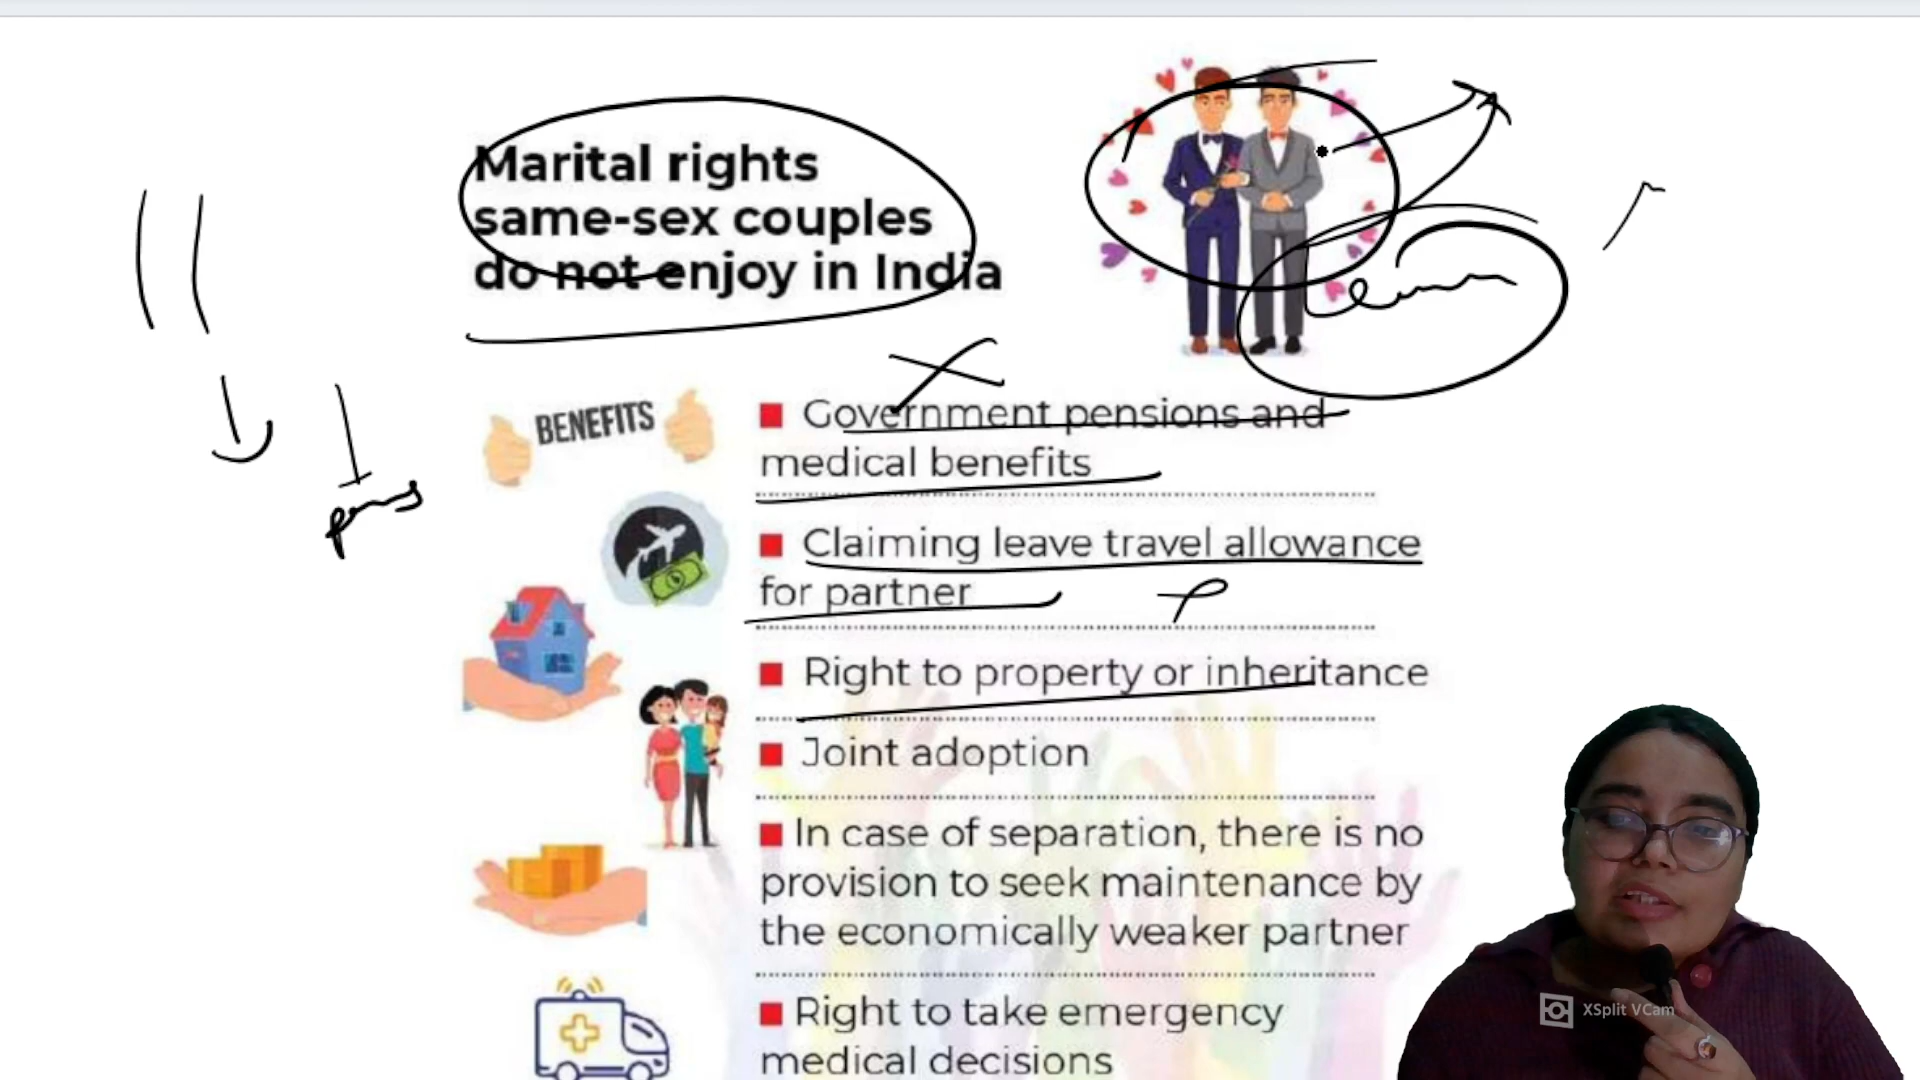 Marital rights
same-sex couples
do not enjoy in India
BENEFITS
Government pensions and
medical benefits
Claiming leave travel allowance
for partner
Right to property or inheritance
Joint adoption
In case of separation, there is no
provision to seek maintenance by
the economically weaker partner
Right to take emergency
medical decisions
XSplit VCam